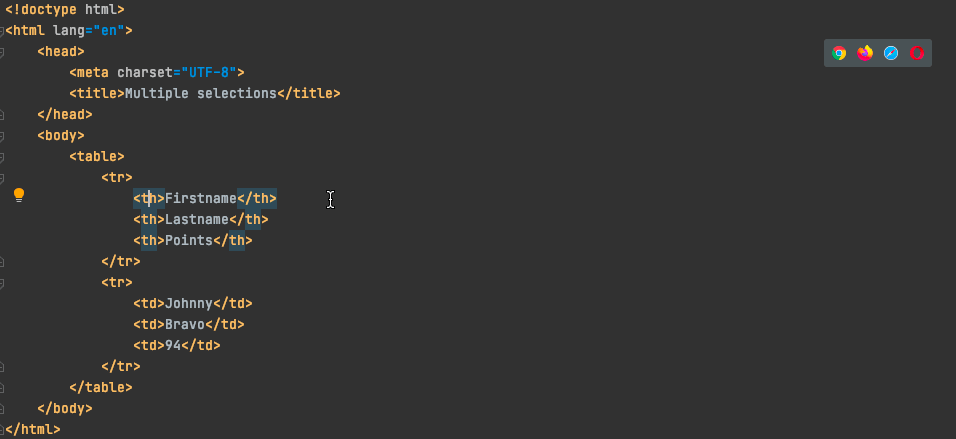 <!doctype html>
<html lang="en">
    <head>
        <meta charset="UTF-8">
        <title>Multiple selections</title>
    </head>
    <body>
        <table>
            <tr>
                <th>Firstname</th>
                <th>Lastname</th>
                <th>Points</th>
            </tr>
            <tr>
                <td>Johnny</td>
                <td>Bravo</td>
                <td>94</td>
            </tr>
        </table>
    </body>
</html>